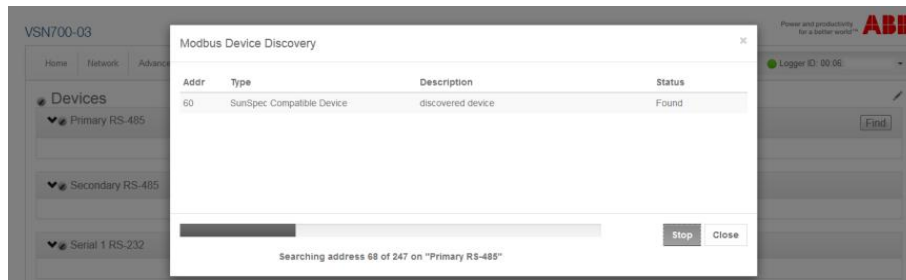 VSN700-03
Power and productivity
for a better world™
ABB
Modbus Device Discovery
×
Home Network Advance
Logger ID: 00:06
Addr Type Description Status
60 SunSpec Compatible Device discovered device Found
Devices
Primary RS-485
Find
Secondary RS-485
Serial 1 RS-232
Stop Close
Searching address 68 of 247 on "Primary RS-485"